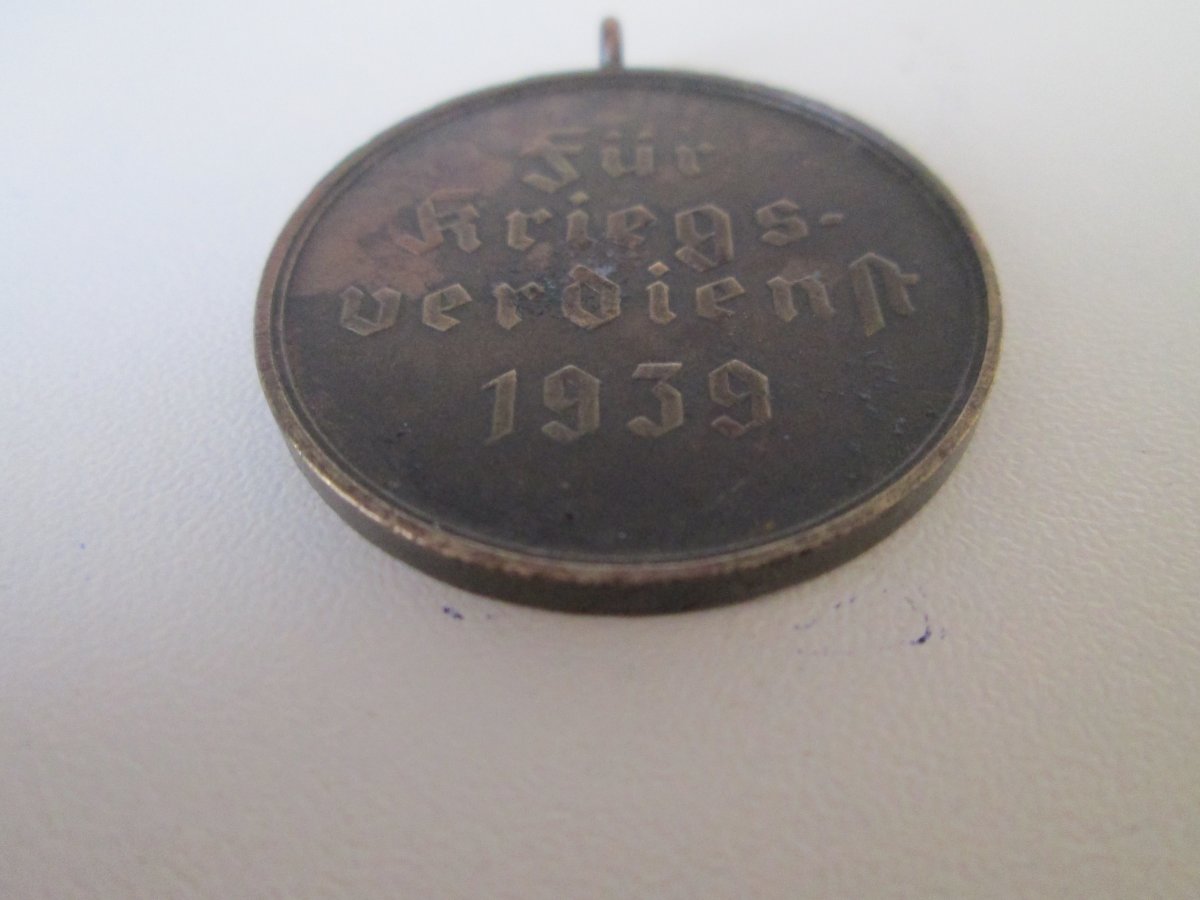 Für
Kriegs-
verdienst
1939